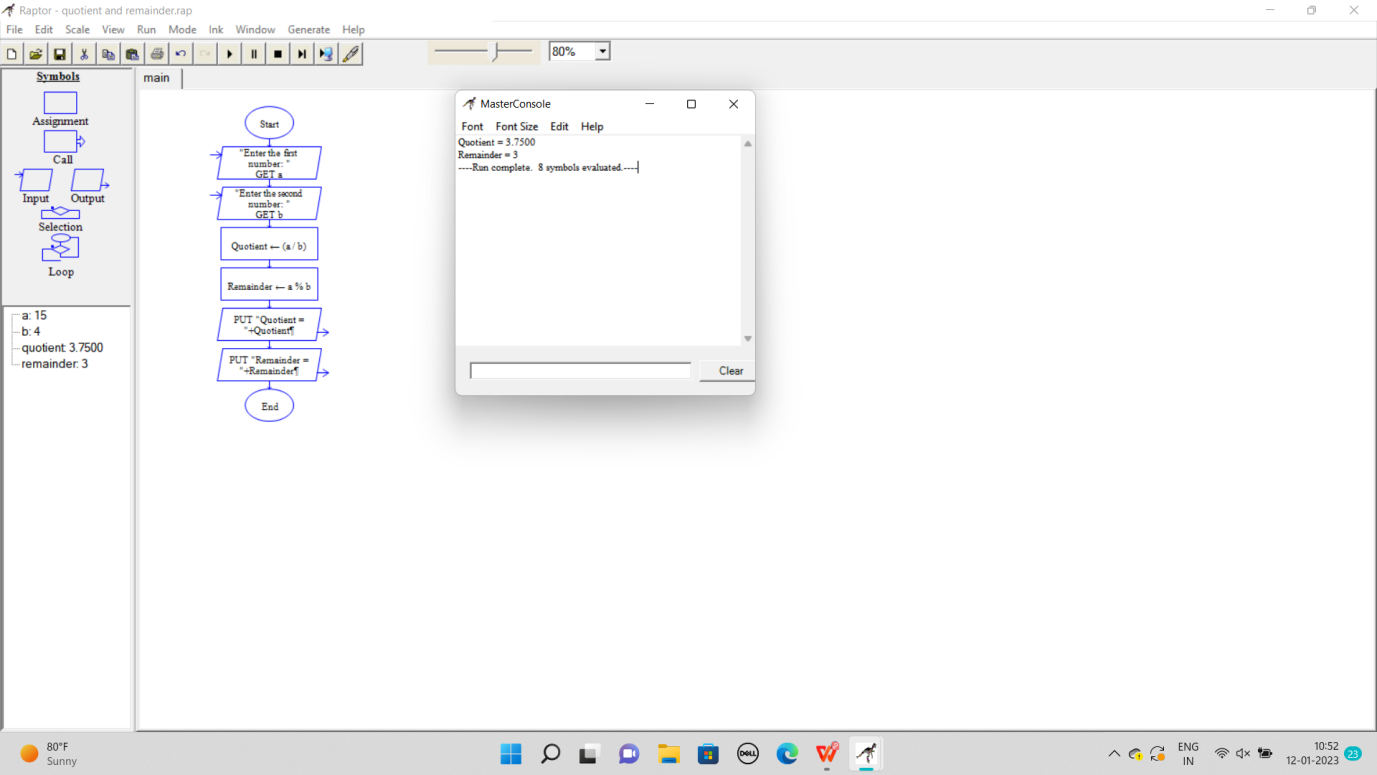 Raptor - quotient and remainder.rap
File Edit Scale View Run Mode Ink Window Generate Help
80%
Symbols
Assignment
Call
Input Output
Selection
Loop
a: 15
b: 4
quotient: 3.7500
remainder: 3
main
Start
"Enter the first
number: "
GET a
"Enter the second
number: "
GET b
Quotient ← (a / b)
Remainder ← a % b
PUT "Quotient =
"+Quotient¶
PUT "Remainder =
"+Remainder¶
End
MasterConsole
Font Font Size Edit Help
Quotient = 3.7500
Remainder = 3
----Run complete.  8 symbols evaluated.----
Clear
80°F
Sunny
DELL
W
ENG
IN
10:52
12-01-2023
23